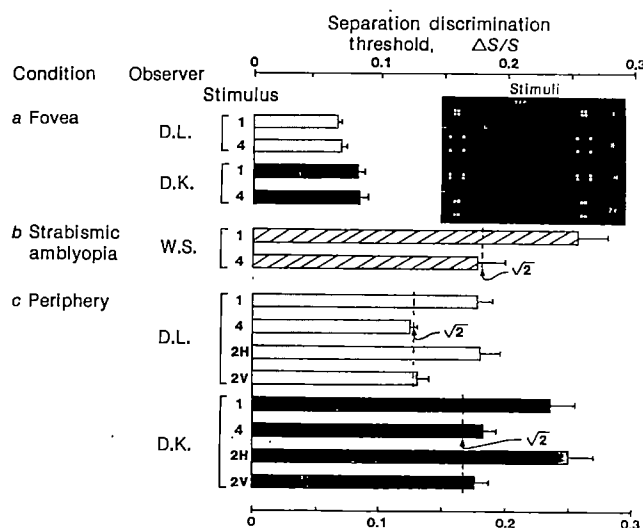 Separation discrimination
threshold, ΔS/S
0 0.1 0.2 0.3
Condition Observer
Stimulus
Stimuli
a Fovea
D.L.
1
4
D.K.
1
4
b Strabismic
amblyopia
W.S.
1
4
√2
c Periphery
D.L.
1
4
√2
2H
2V
D.K.
1
4
√2
2H
2V
0 0.1 0.2 0.3